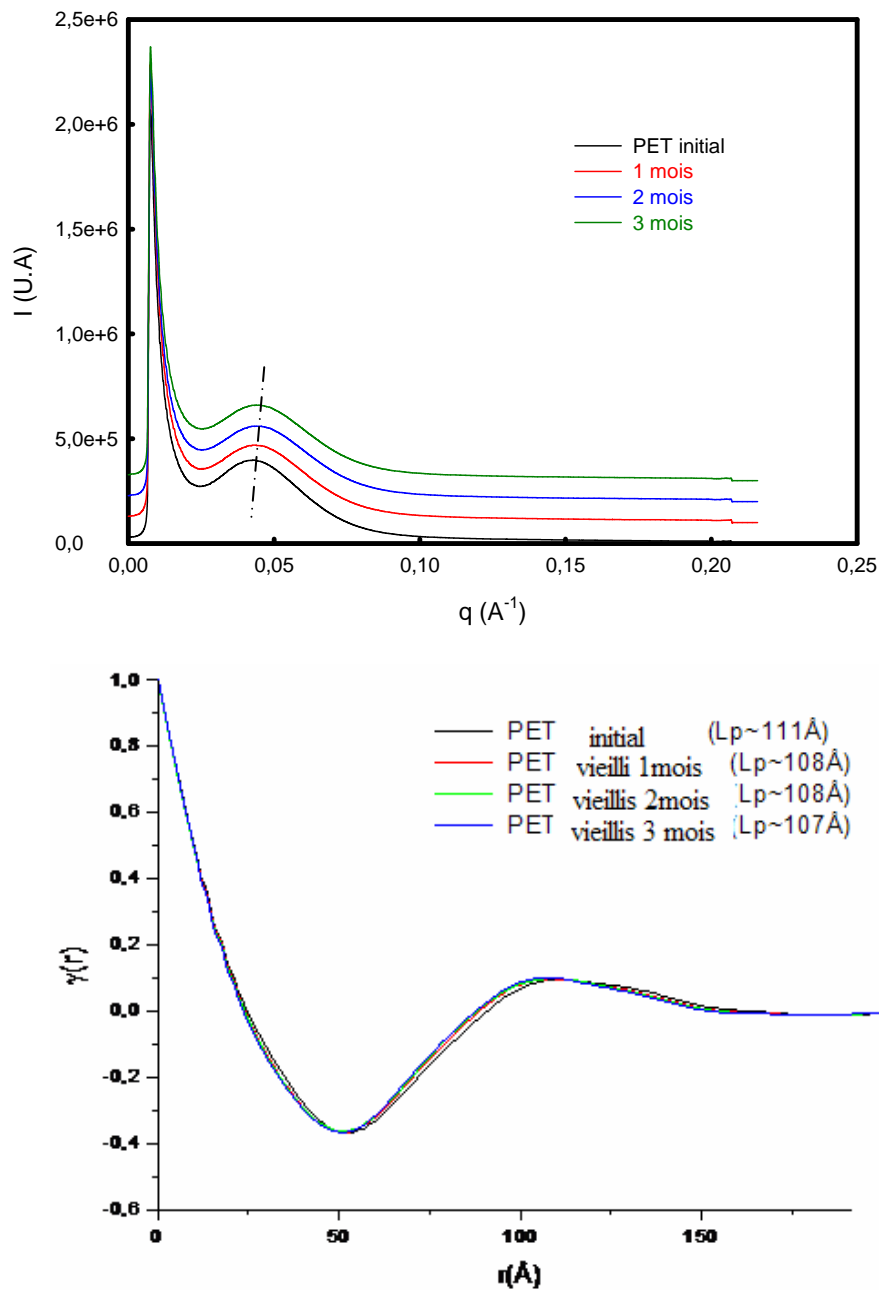 2,5e+6
2,0e+6
1,5e+6
1,0e+6
5,0e+5
0,0
I (U.A)
PET initial
1 mois
2 mois
3 mois
0,00 0,05 0,10 0,15 0,20 0,25
q (A-1)
1.0
0.8
0.6
0.4
0.2
0.0
-0.2
-0.4
-0.6
γ(r)
PET initial (Lp~111Å)
PET vieilli 1mois (Lp~108Å)
PET vieillis 2mois (Lp~108Å)
PET vieillis 3 mois (Lp~107Å)
0 50 100 150
r(Å)